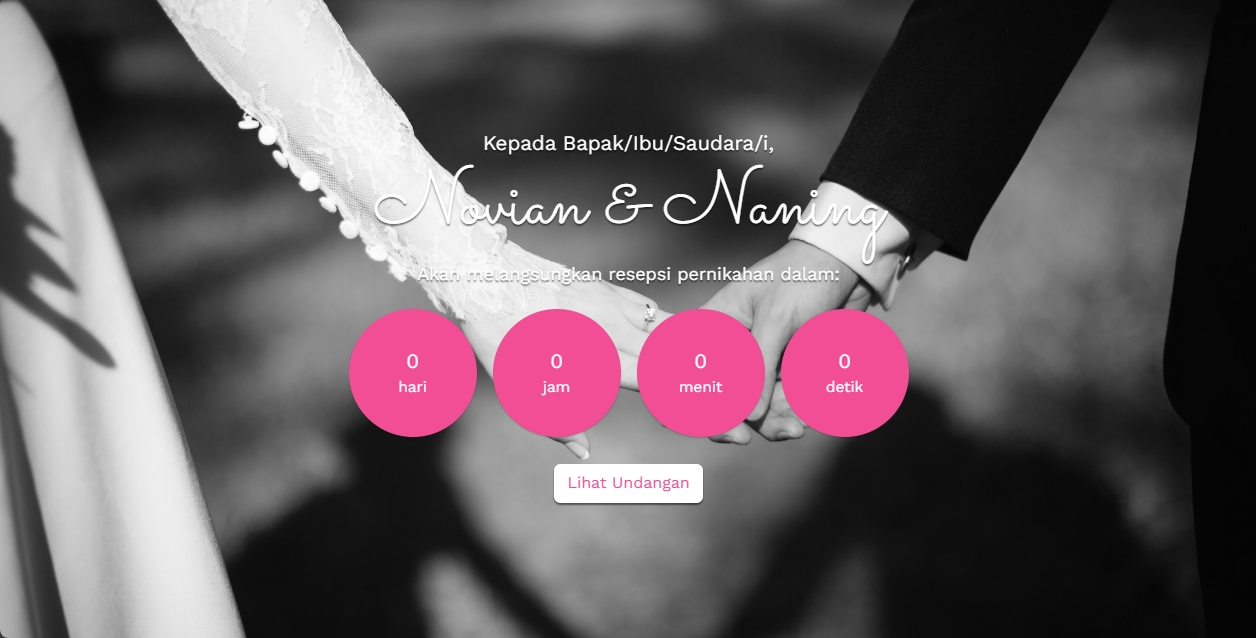 Kepada Bapak/Ibu/Saudara/i,
Novian & Naning
Akan melangsungkan resepsi pernikahan dalam:
0 0 0 0
hari jam menit detik
Lihat Undangan